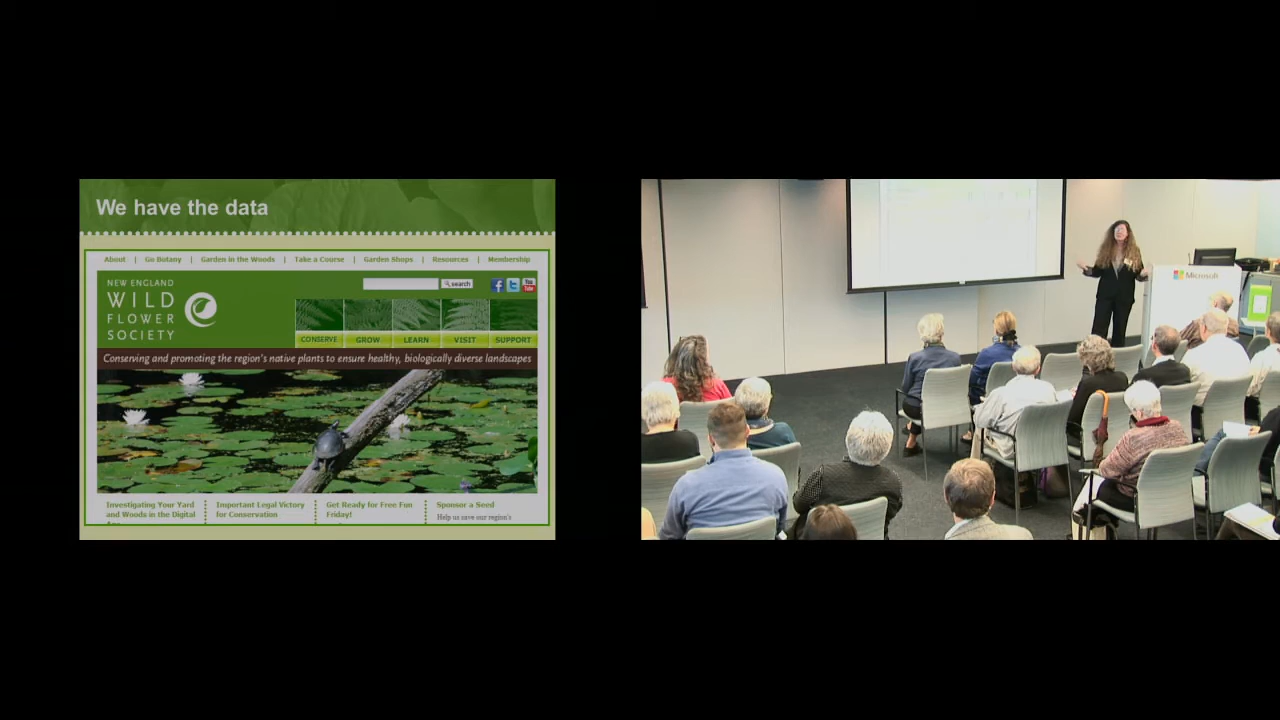 We have the data
About | Go Botany | Garden in the Woods | Take a Course | Garden Shops | Resources | Membership
NEW ENGLAND
WILD
FLOWER
SOCIETY
search
You
Tube
CONSERVE GROW LEARN VISIT SUPPORT
Conserving and promoting the region's native plants to ensure healthy, biologically diverse landscapes
Investigating Your Yard
and Woods in the Digital
Important Legal Victory
for Conservation
Get Ready for Free Fun
Friday!
Sponsor a Seed
Help us save our region's
Microsoft